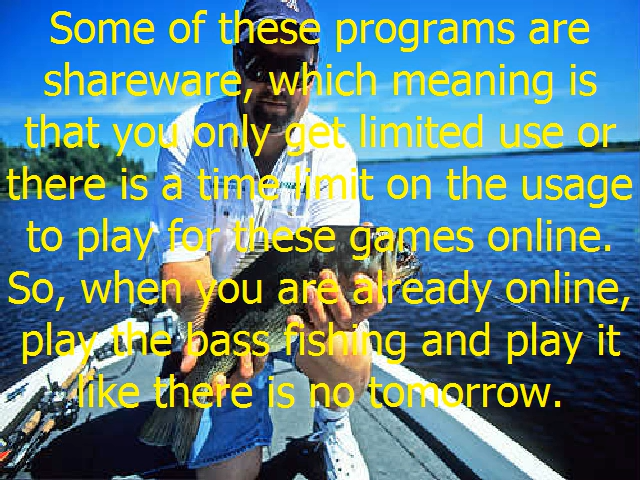 Some of these programs are
shareware, which meaning is
that you only get limited use or
there is a time limit on the usage
to play for these games online.
So, when you are already online,
play the bass fishing and play it
like there is no tomorrow.